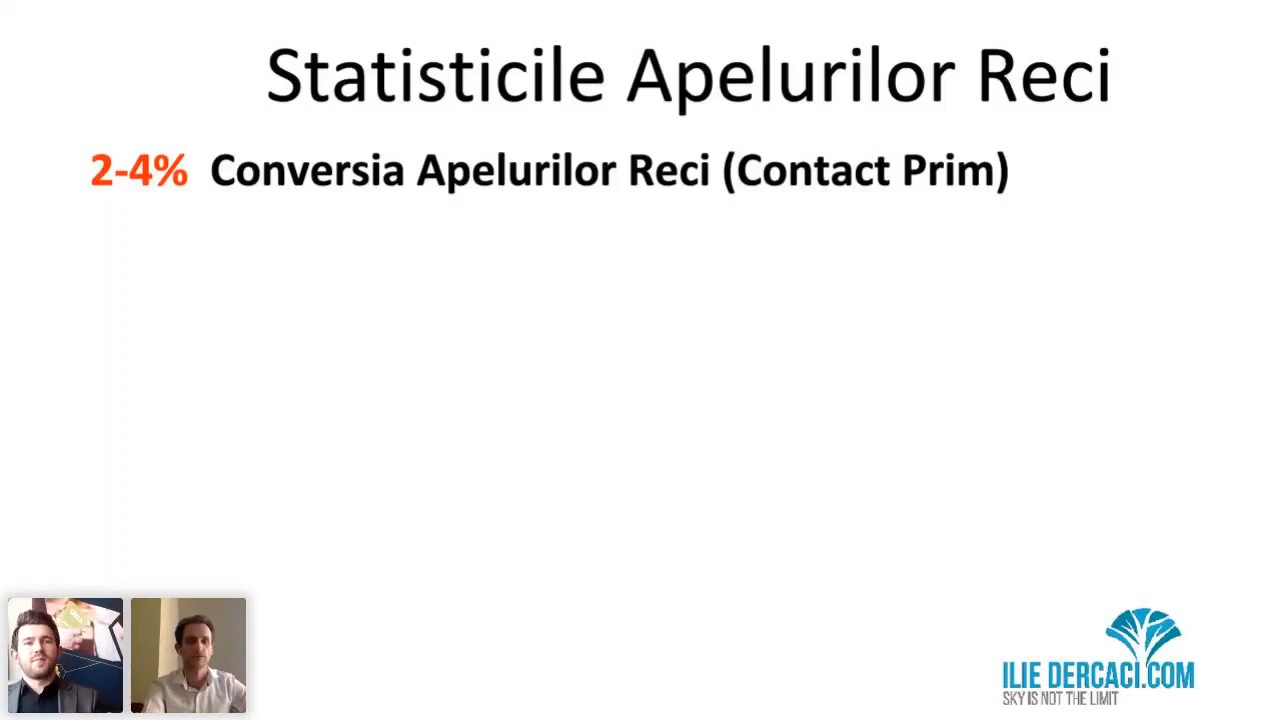 Statisticile Apelurilor Reci
2-4% Conversia Apelurilor Reci (Contact Prim)
ILIE DERCACI.COM
SKY IS NOT THE LIMIT